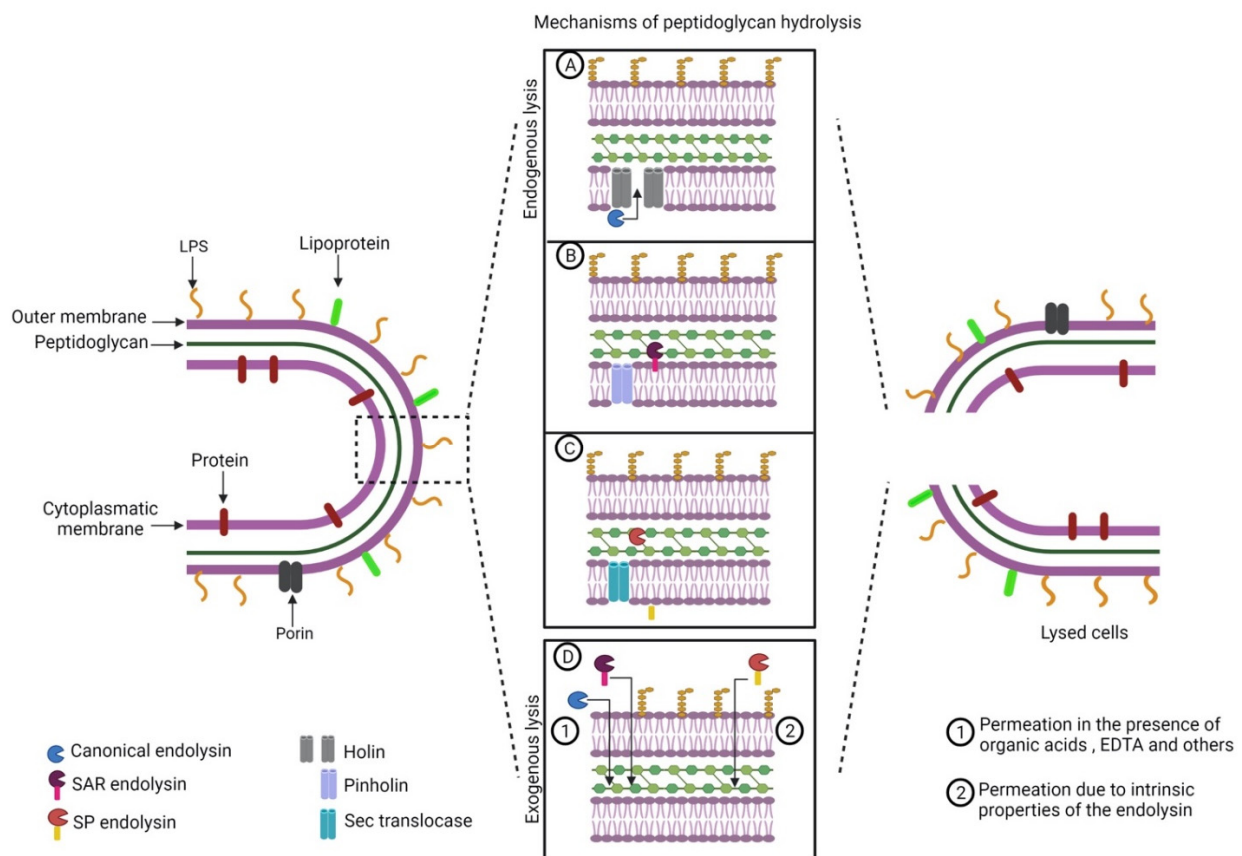 Mechanisms of peptidoglycan hydrolysis
Endogenous lysis
A
B
C
LPS
Lipoprotein
Outer membrane
Peptidoglycan
Protein
Cytoplasmatic
membrane
Porin
Lysed cells
Exogenous lysis
D
1
2
Canonical endolysin
SAR endolysin
SP endolysin
Holin
Pinholin
Sec translocase
1 Permeation in the presence of
organic acids , EDTA and others
2 Permeation due to intrinsic
properties of the endolysin